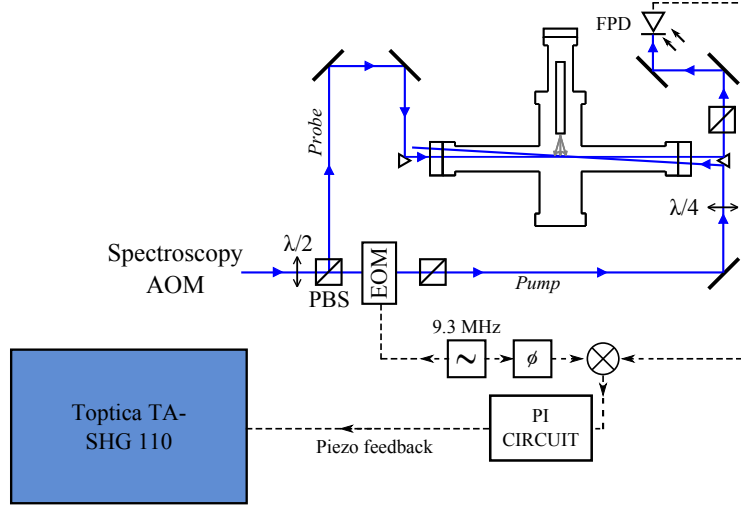 FPD
Probe
λ/4
Spectroscopy
AOM
λ/2
PBS
EOM
Pump
9.3 MHz
~
ϕ
Toptica TA-
SHG 110
PI
CIRCUIT
Piezo feedback